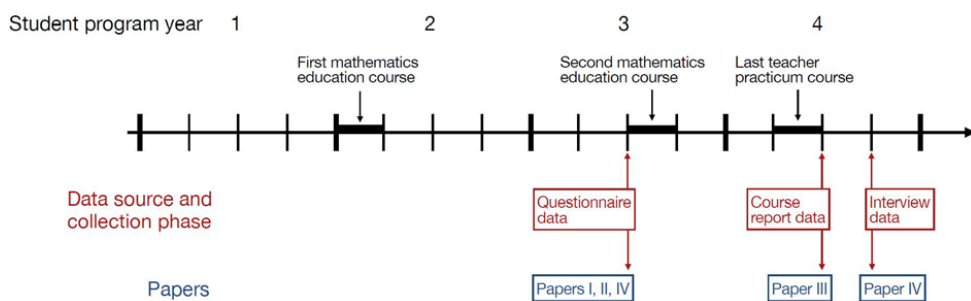 Student program year 1 2 3 4
First mathematics
education course
Second mathematics
education course
Last teacher
practicum course
Data source and
collection phase
Questionnaire
data
Course
report data
Interview
data
Papers
Papers I, II, IV
Paper III
Paper IV